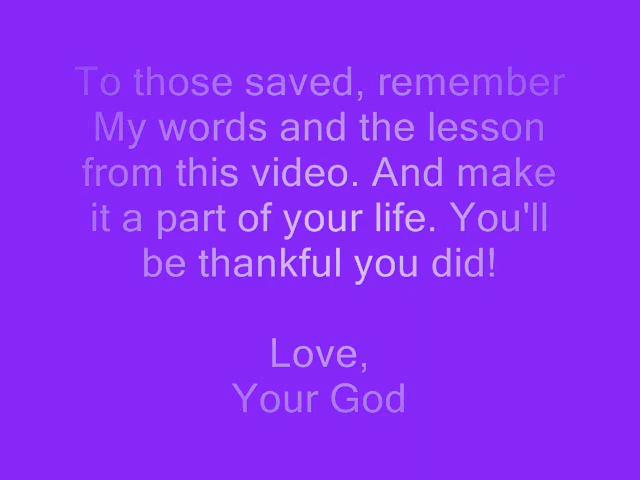 To those saved, remember
My words and the lesson
from this video. And make
it a part of your life. You'll
be thankful you did!
Love,
Your God